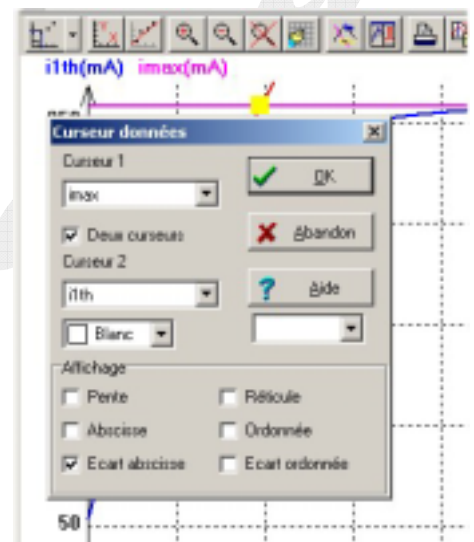 i1th(mA) imax(mA)
Curseur données
Curseur 1
imax
OK
Deux curseurs
Abandon
Curseur 2
i1th
Aide
Blanc
Affichage
Pente
Réticule
Abscisse
Ordonnée
Ecart abscisse
Ecart ordonnée
50